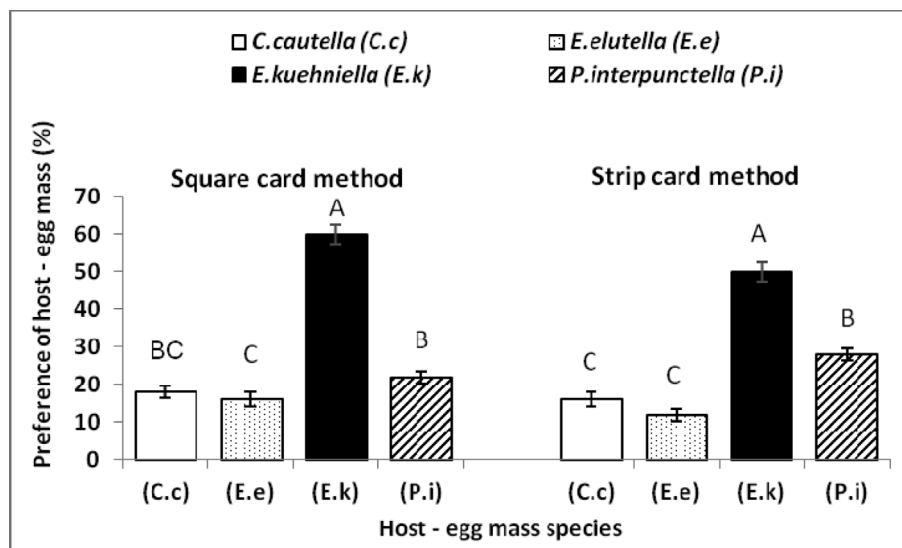 C.cautella (C.c) E.elutella (E.e)
E.kuehniella (E.k) P.interpunctella (P.i)
Square card method Strip card method
Preference of host - egg mass (%)
70
60
50
40
30
20
10
0
BC C A B
C C A B
(C.c) (E.e) (E.k) (P.i) (C.c) (E.e) (E.k) (P.i)
Host - egg mass species